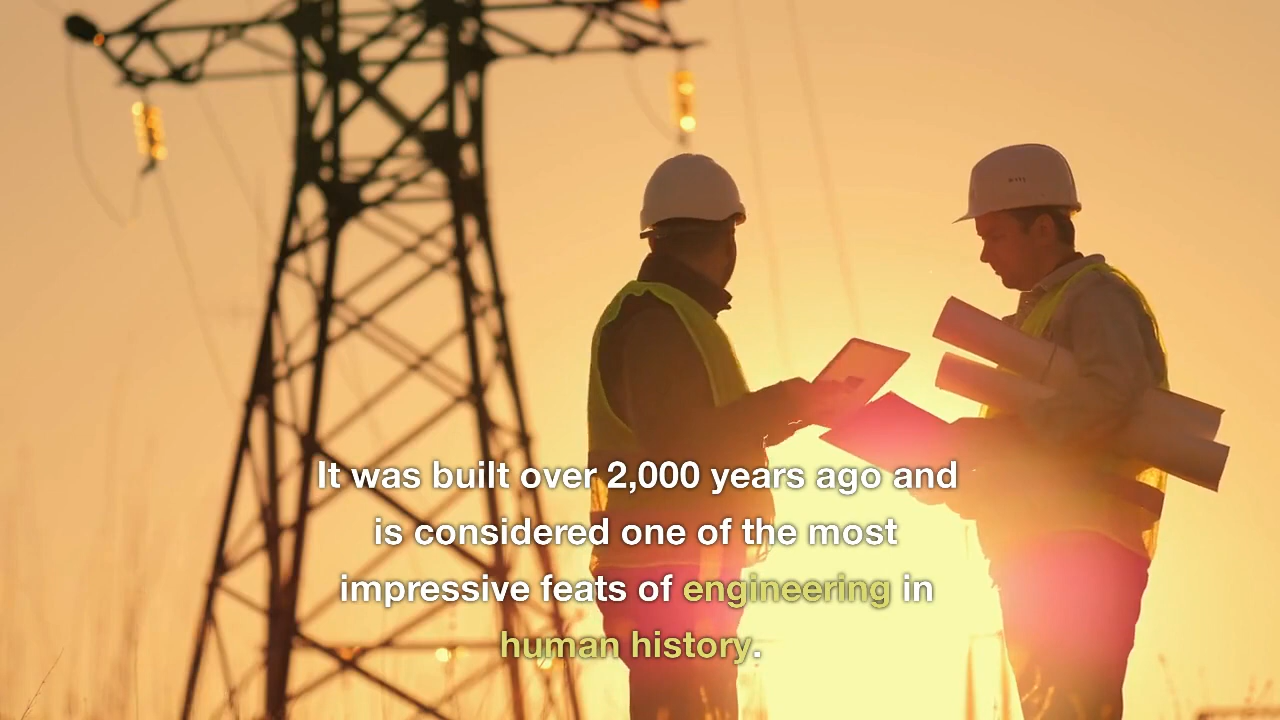 It was built over 2,000 years ago and
is considered one of the most
impressive feats of engineering in
human history.